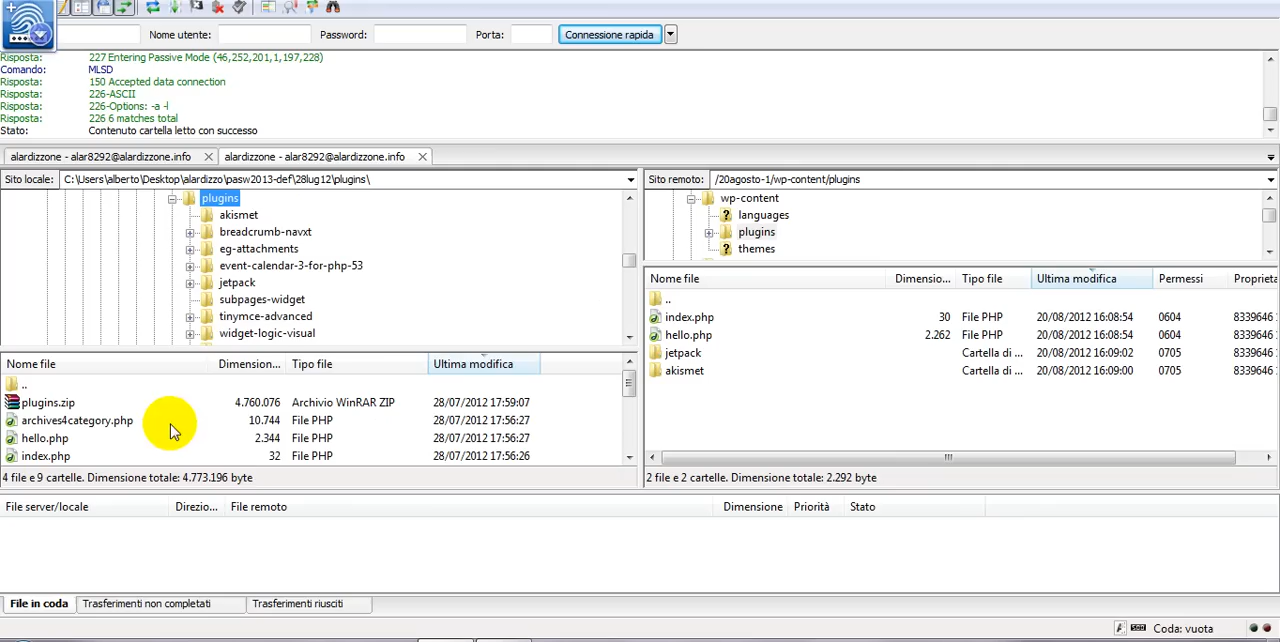 Nome utente: Password: Porta: Connessione rapida
Risposta: 227 Entering Passive Mode (46,252,201,1,197,228)
Comando: MLSD
Risposta: 150 Accepted data connection
Risposta: 226-ASCII
Risposta: 226-Options: -a -l
Risposta: 226 6 matches total
Stato: Contenuto cartella letto con successo
alardizzone - alar8292@alardizzone.info alardizzone - alar8292@alardizzone.info
Sito locale: C:\Users\alberto\Desktop\alardizzo\pasw2013-def\28lug12\plugins\
plugins
akismet
breadcrumb-navxt
eg-attachments
event-calendar-3-for-php-53
jetpack
subpages-widget
tinymce-advanced
widget-logic-visual
Nome file Dimension... Tipo file Ultima modifica
..
plugins.zip 4.760.076 Archivio WinRAR ZIP 28/07/2012 17:59:07
archives4category.php 10.744 File PHP 28/07/2012 17:56:27
hello.php 2.344 File PHP 28/07/2012 17:56:27
index.php 32 File PHP 28/07/2012 17:56:26
4 file e 9 cartelle. Dimensione totale: 4.773.196 byte
Sito remoto: /20agosto-1/wp-content/plugins
wp-content
languages
plugins
themes
Nome file Dimensio... Tipo file Ultima modifica Permessi Proprieta
..
index.php 30 File PHP 20/08/2012 16:08:54 0604 8339646
hello.php 2.262 File PHP 20/08/2012 16:08:54 0604 8339646
jetpack Cartella di ... 20/08/2012 16:09:02 0705 8339646
akismet Cartella di ... 20/08/2012 16:09:00 0705 8339646
2 file e 2 cartelle. Dimensione totale: 2.292 byte
File server/locale Direzio... File remoto Dimensione Priorità Stato
File in coda Trasferimenti non completati Trasferimenti riusciti
Coda: vuota